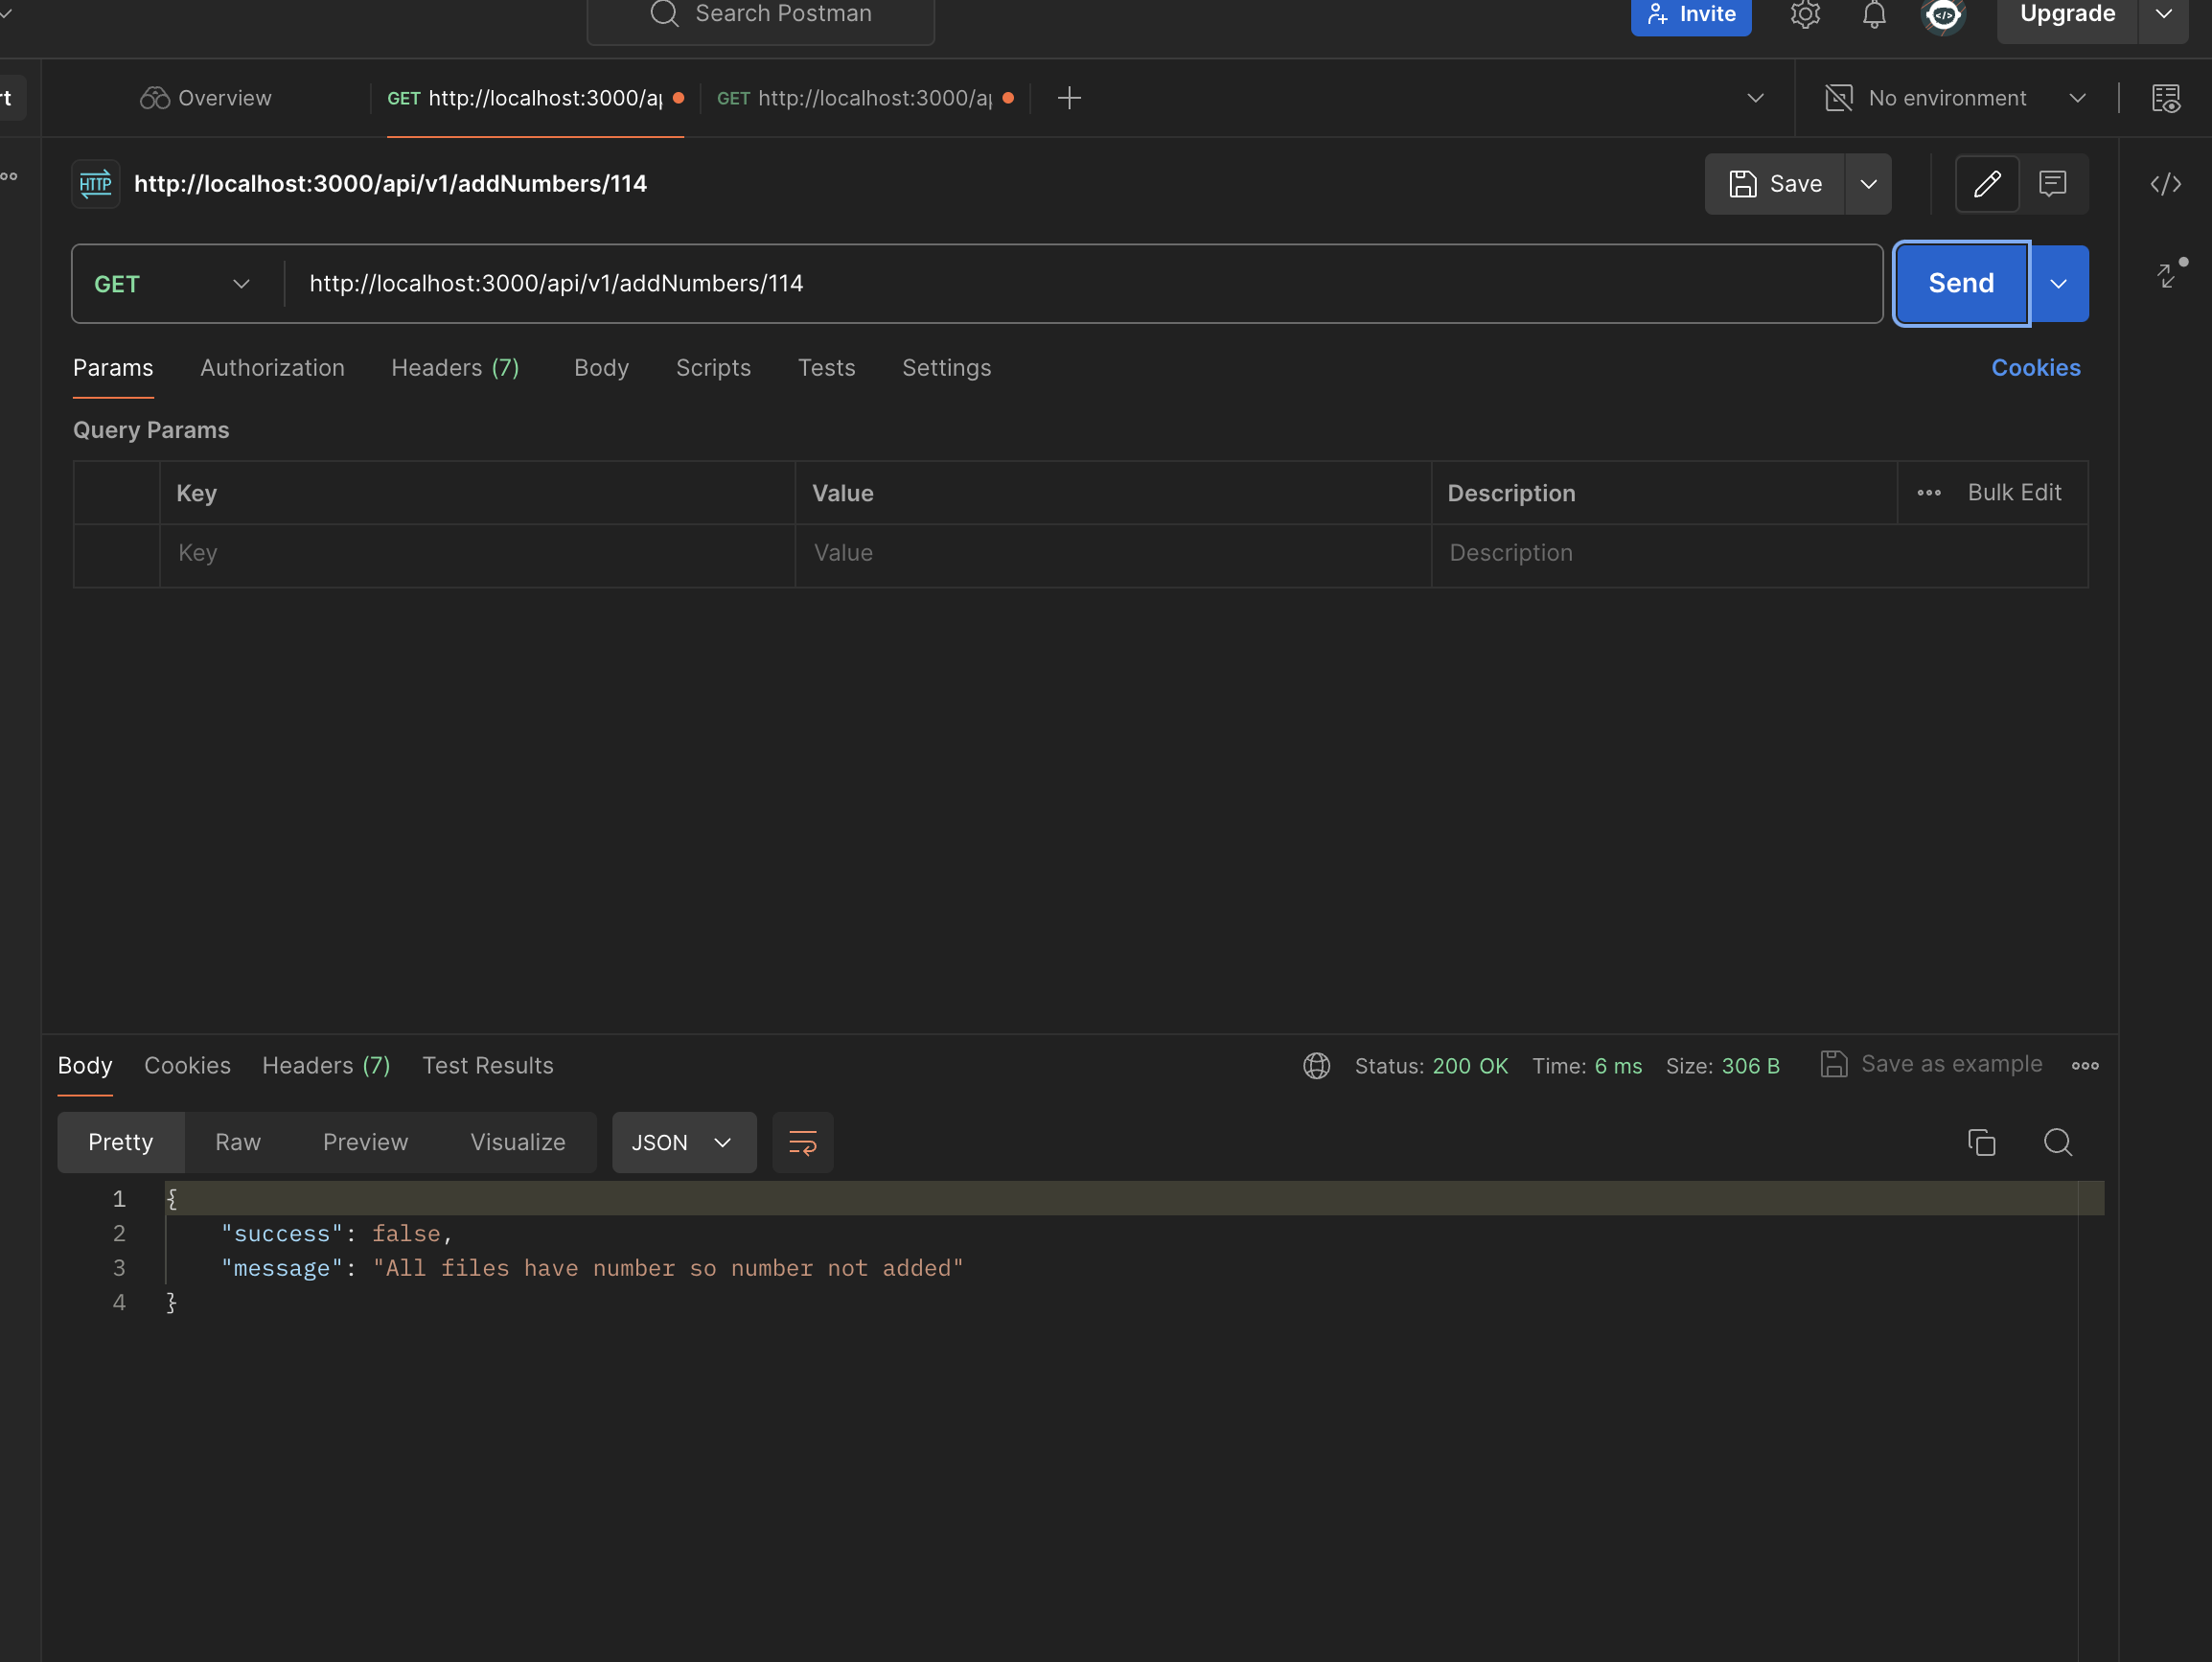 Search Postman
Invite
Upgrade
Overview
GET http://localhost:3000/a
GET http://localhost:3000/a
No environment
HTTP http://localhost:3000/api/v1/addNumbers/114
Save
GET
http://localhost:3000/api/v1/addNumbers/114
Send
Params
Authorization
Headers (7)
Body
Scripts
Tests
Settings
Cookies
Query Params
Key
Value
Description
Bulk Edit
Key
Value
Description
Body
Cookies
Headers (7)
Test Results
Status: 200 OK
Time: 6 ms
Size: 306 B
Save as example
Pretty
Raw
Preview
Visualize
JSON
1 {
2 "success": false,
3 "message": "All files have number so number not added"
4 }